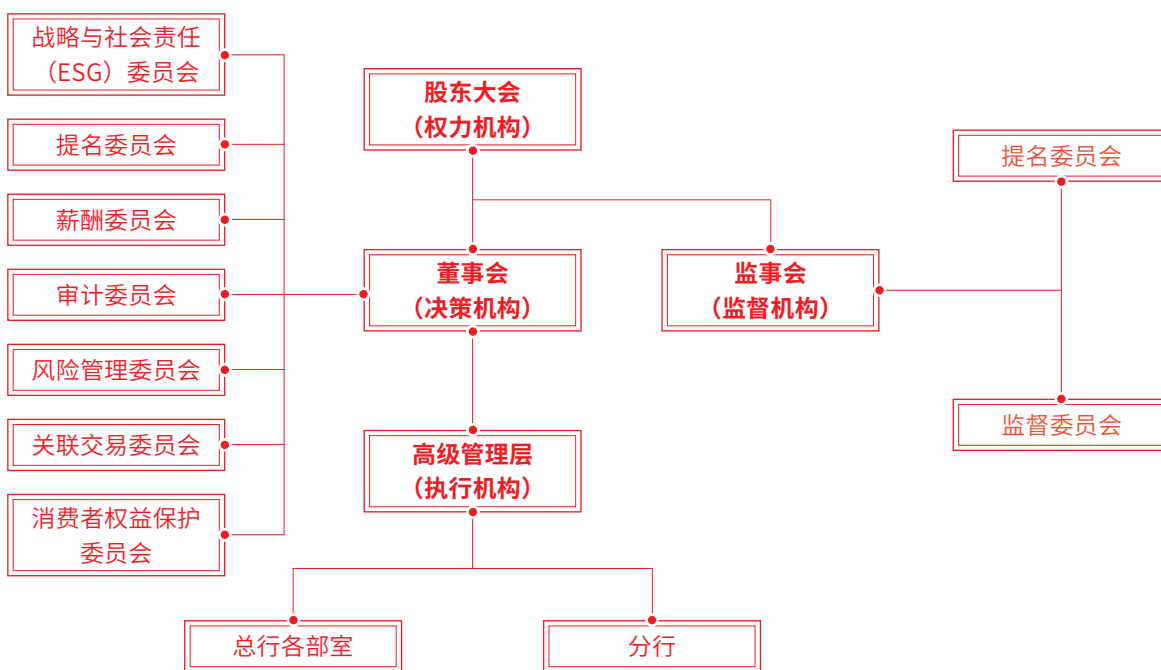 战略与社会责任
（ESG）委员会
提名委员会
薪酬委员会
审计委员会
风险管理委员会
关联交易委员会
消费者权益保护
委员会
股东大会
（权力机构）
董事会
（决策机构）
监事会
（监督机构）
高级管理层
（执行机构）
提名委员会
监督委员会
总行各部室
分行